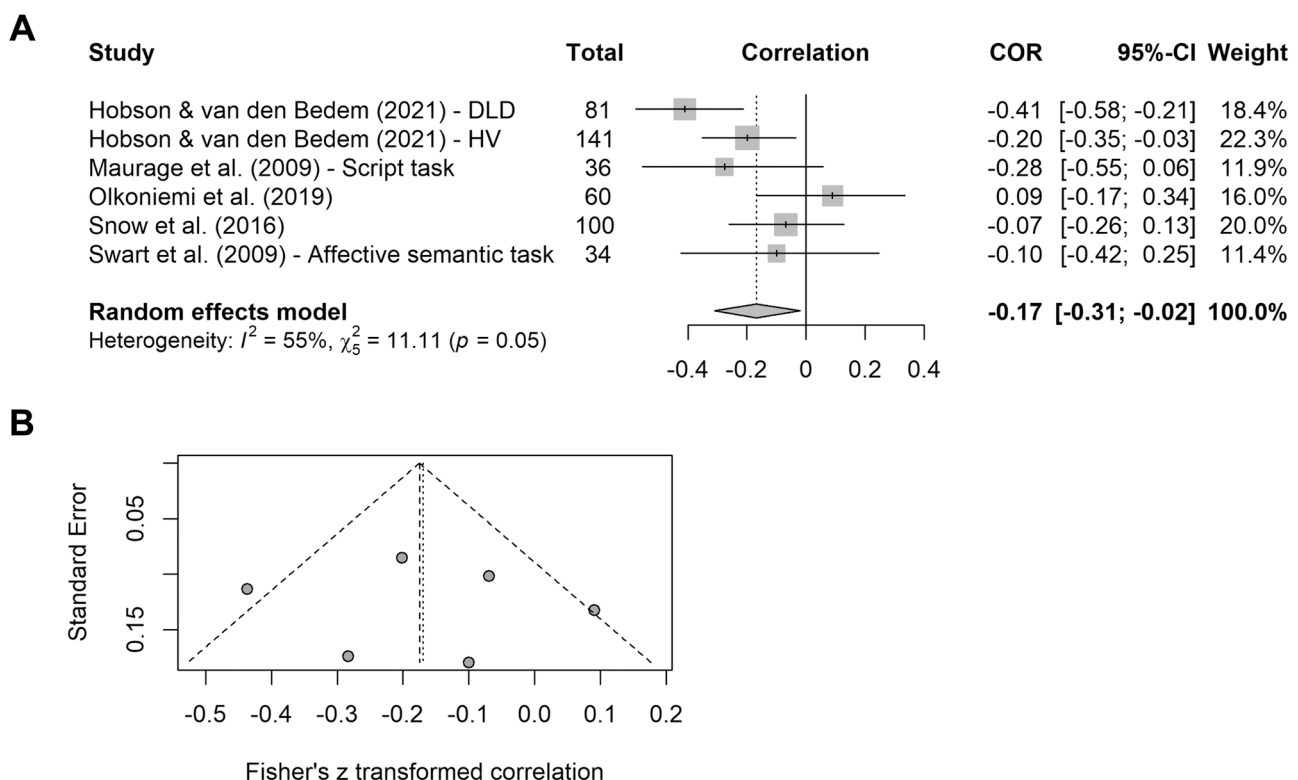 A
Study Total Correlation COR 95%-CI Weight
Hobson & van den Bedem (2021) - DLD 81 -0.41 [-0.58; -0.21] 18.4%
Hobson & van den Bedem (2021) - HV 141 -0.20 [-0.35; -0.03] 22.3%
Maurage et al. (2009) - Script task 36 -0.28 [-0.55; 0.06] 11.9%
Olkoniemi et al. (2019) 60 0.09 [-0.17; 0.34] 16.0%
Snow et al. (2016) 100 -0.07 [-0.26; 0.13] 20.0%
Swart et al. (2009) - Affective semantic task 34 -0.10 [-0.42; 0.25] 11.4%
Random effects model -0.17 [-0.31; -0.02] 100.0%
Heterogeneity: I² = 55%, χ²₅ = 11.11 (p = 0.05)
-0.4 -0.2 0 0.2 0.4
B
Standard Error
0.05
0.15
-0.5 -0.4 -0.3 -0.2 -0.1 0.0 0.1 0.2
Fisher's z transformed correlation